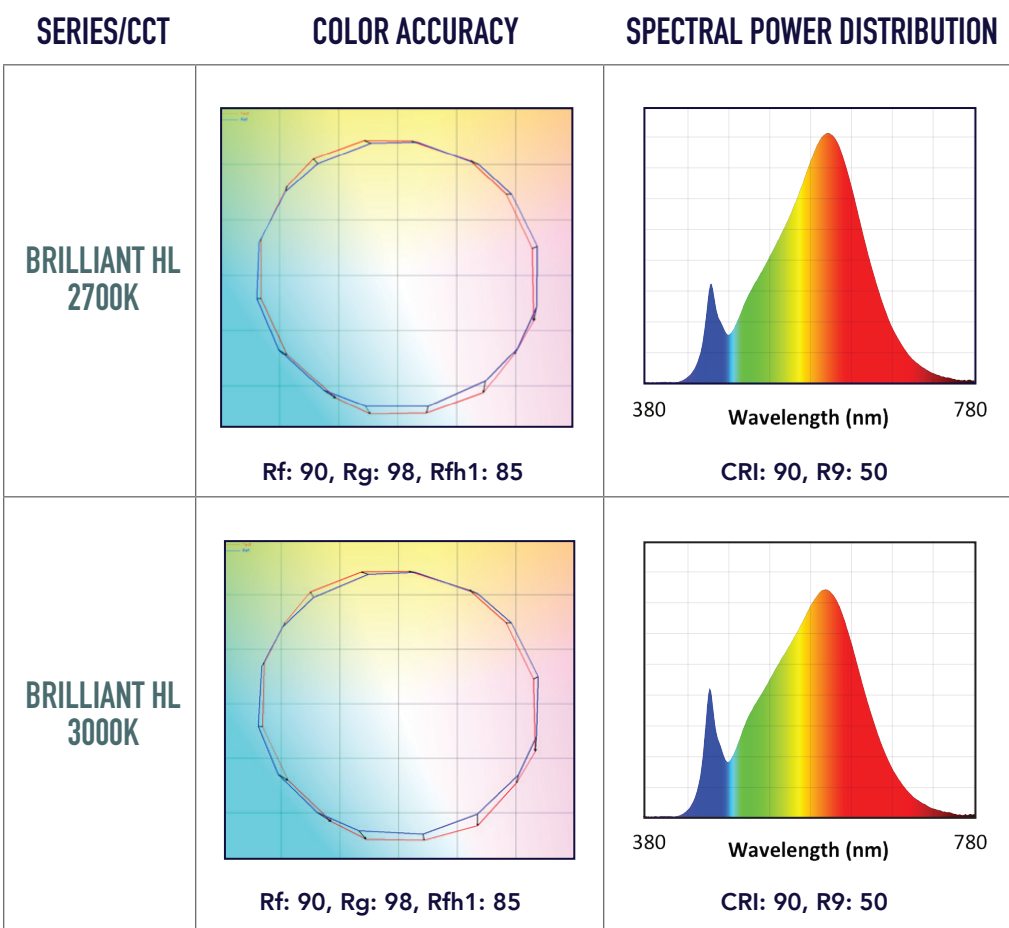 SERIES/CCT
COLOR ACCURACY
SPECTRAL POWER DISTRIBUTION
BRILLIANT HL
2700K
380
780
Wavelength (nm)
Rf: 90, Rg: 98, Rfh1: 85
CRI: 90, R9: 50
BRILLIANT HL
3000K
380
780
Wavelength (nm)
Rf: 90, Rg: 98, Rfh1: 85
CRI: 90, R9: 50